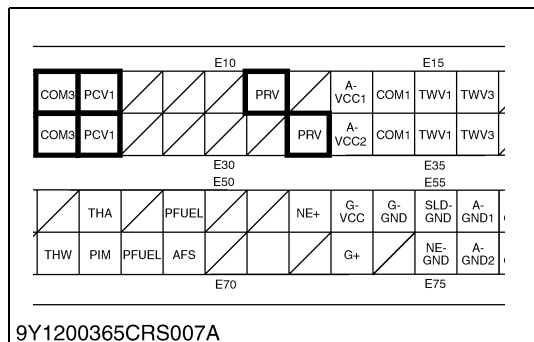 E10 E15
COM3 PCV1 PRV A-VCC1 COM1 TWV1 TWV3
COM3 PCV1 PRV A-VCC2 COM1 TWV1 TWV3
E30 E35
E50 E55
THA PFUEL NE+ G-VCC G-GND SLD-GND A-GND1
THW PIM PFUEL AFS G+ NE-GND A-GND2
E70 E75
9Y1200365CRS007A